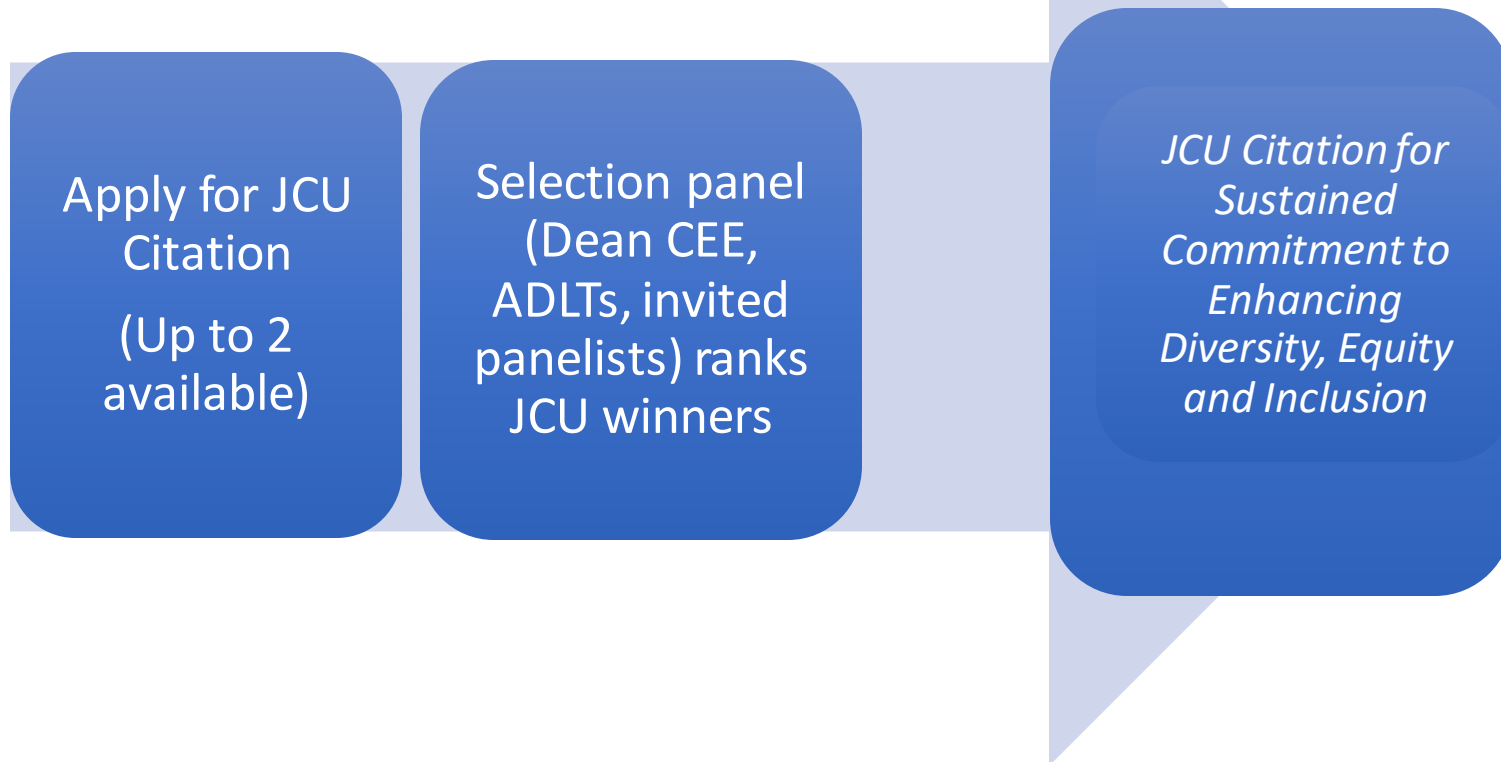 Apply for JCU
Citation
(Up to 2
available)
Selection panel
(Dean CEE,
ADLTs, invited
panelists) ranks
JCU winners
JCU Citation for
Sustained
Commitment to
Enhancing
Diversity, Equity
and Inclusion